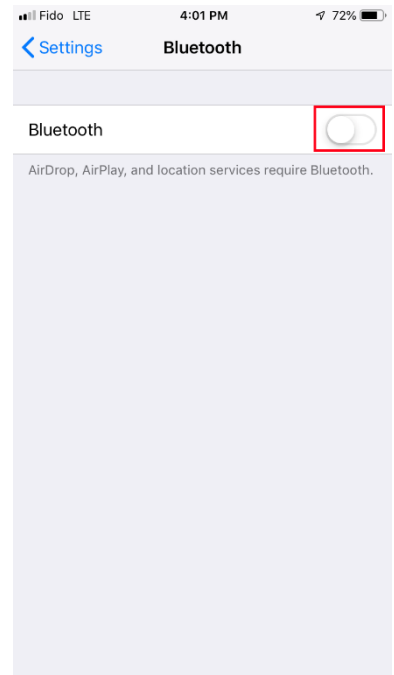 Fido LTE 4:01 PM 72%
Settings Bluetooth
Bluetooth
AirDrop, AirPlay, and location services require Bluetooth.